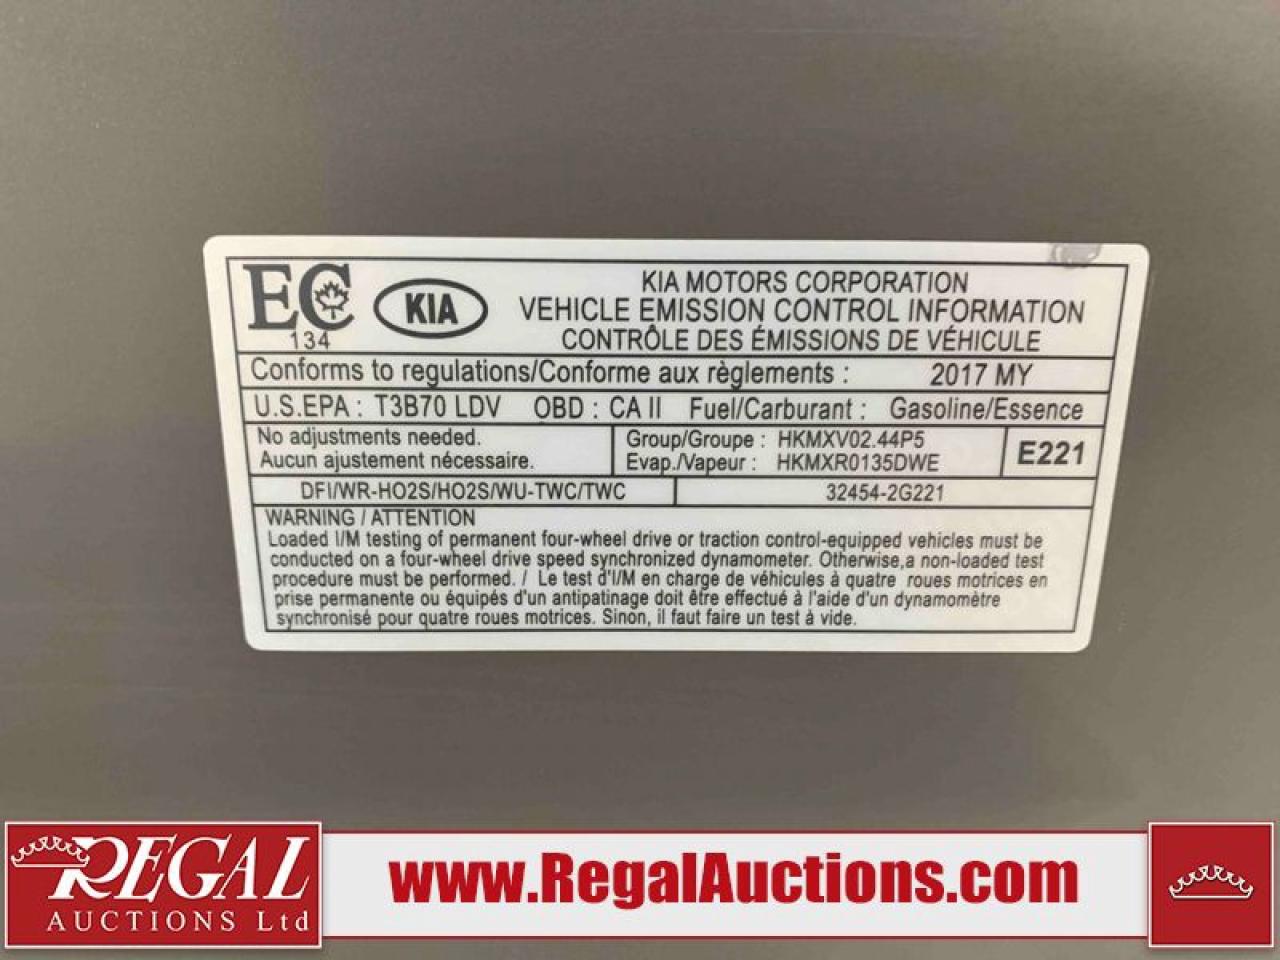 EC
134
KIA
KIA MOTORS CORPORATION
VEHICLE EMISSION CONTROL INFORMATION
CONTRÔLE DES ÉMISSIONS DE VÉHICULE
Conforms to regulations/Conforme aux règlements : 2017 MY
U.S.EPA : T3B70 LDV OBD : CA II Fuel/Carburant : Gasoline/Essence
No adjustments needed.
Aucun ajustement nécessaire.
Group/Groupe : HKMXV02.44P5
Evap./Vapeur : HKMXR0135DWE
E221
DFI/WR-HO2S/HO2S/WU-TWC/TWC
32454-2G221
WARNING / ATTENTION
Loaded I/M testing of permanent four-wheel drive or traction control-equipped vehicles must be
conducted on a four-wheel drive speed synchronized dynamometer. Otherwise,a non-loaded test
procedure must be performed. / Le test d'I/M en charge de véhicules à quatre roues motrices en
prise permanente ou équipés d'un antipatinage doit être effectué à l'aide d'un dynamomètre
synchronisé pour quatre roues motrices. Sinon, il faut faire un test à vide.
REGAL
AUCTIONS Ltd
www.RegalAuctions.com